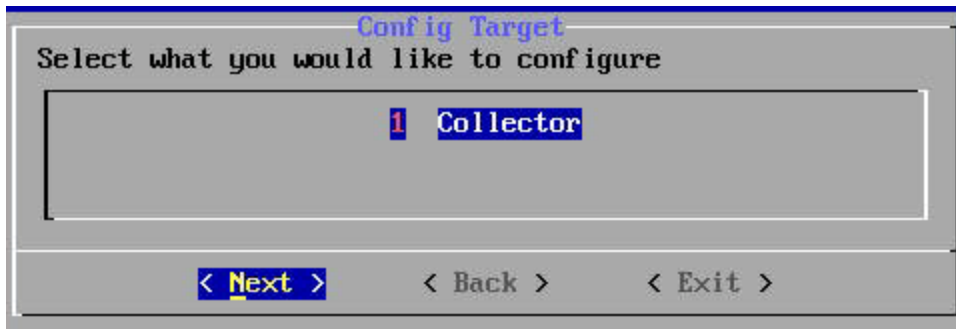 Config Target
Select what you would like to configure
1 Collector
< Next > < Back > < Exit >